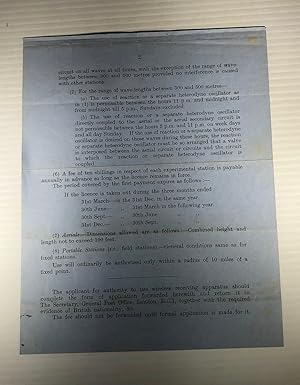 2
circuit on all waves at all times, with the exception of the range of wave-
lengths between 300 and 500 metres provided no interference is caused
with other stations.
(2) For the range of wavelengths between 300 and 500 metres—
(a) The use of reaction or a separate heterodyne oscillator as
in (1) is permissible between the hours 11 p.m. and midnight and
from midnight till 5 p.m., Sundays excluded.
(b) The use of reaction or a separate heterodyne oscillator
directly coupled to the aerial or the aerial secondary circuit is
not permissible between the hours 5 p.m. and 11 p.m. on week days
and all day Sunday. If the use of reaction or a separate heterodyne
oscillator is desired on those wavelengths during these hours, the reaction
or separate heterodyne oscillator must be so arranged that a valve
is interposed between the aerial circuit or circuits and the circuit
to which the reaction or separate heterodyne oscillator is
coupled.
(6) A fee of ten shillings in respect of each experimental station is payable
annually in advance as long as the licence remains in force.
The period covered by the first payment expires as follows:—
If the licence is taken out during the three months ended:
31st March— on the 31st Dec. in the same year
30th June— 31st March in the following year.
30th Sept.— 30th June
31st Dec.— 30th Sept.
(7) Aerials—Dimensions allowed are as follows—Combined height and
length not to exceed 100 feet.
(8) Portable Stations (i.e., field stations).—General conditions same as for
fixed stations.
Use will ordinarily be authorised only within a radius of 10 miles of a
fixed point.
The applicant for authority to use wireless receiving apparatus should
complete the form of application forwarded herewith and return it to
The Secretary, General Post Office, London, E.C.1, together with the required
evidence of British nationality, &c.
The fee should not be forwarded until formal application is made for it.